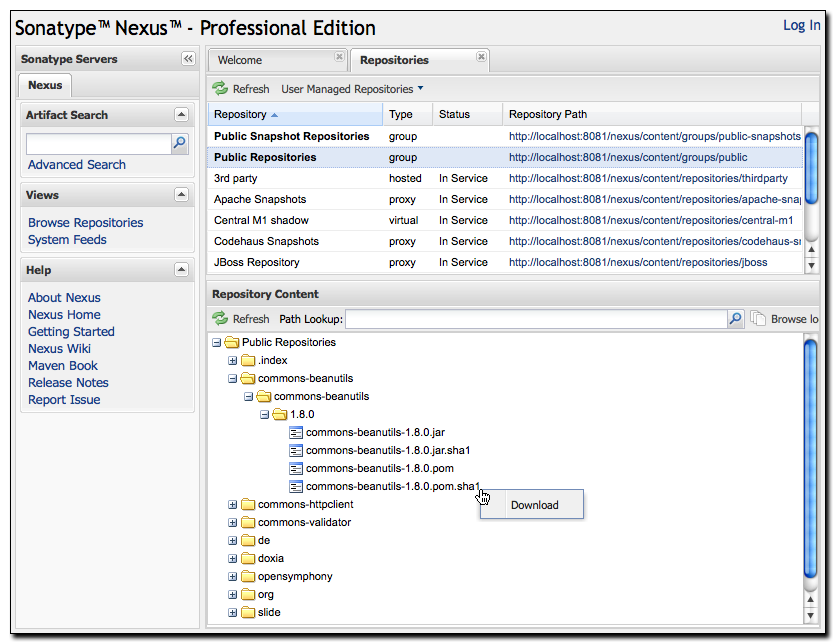 Sonatype™ Nexus™ - Professional Edition
Log In
Sonatype Servers
Nexus
Artifact Search
Advanced Search
Views
Browse Repositories
System Feeds
Help
About Nexus
Nexus Home
Getting Started
Nexus Wiki
Maven Book
Release Notes
Report Issue
Welcome
Repositories
Refresh User Managed Repositories
Repository Type Status Repository Path
Public Snapshot Repositories group http://localhost:8081/nexus/content/groups/public-snapshots
Public Repositories group http://localhost:8081/nexus/content/groups/public
3rd party hosted In Service http://localhost:8081/nexus/content/repositories/thirdparty
Apache Snapshots proxy In Service http://localhost:8081/nexus/content/repositories/apache-snap
Central M1 shadow virtual In Service http://localhost:8081/nexus/content/repositories/central-m1
Codehaus Snapshots proxy In Service http://localhost:8081/nexus/content/repositories/codehaus-sn
JBoss Repository proxy In Service http://localhost:8081/nexus/content/repositories/jboss
Repository Content
Refresh Path Lookup: Browse lo
Public Repositories
.index
commons-beanutils
commons-beanutils
1.8.0
commons-beanutils-1.8.0.jar
commons-beanutils-1.8.0.jar.sha1
commons-beanutils-1.8.0.pom
commons-beanutils-1.8.0.pom.sha1
Download
commons-httpclient
commons-validator
de
doxia
opensymphony
org
slide